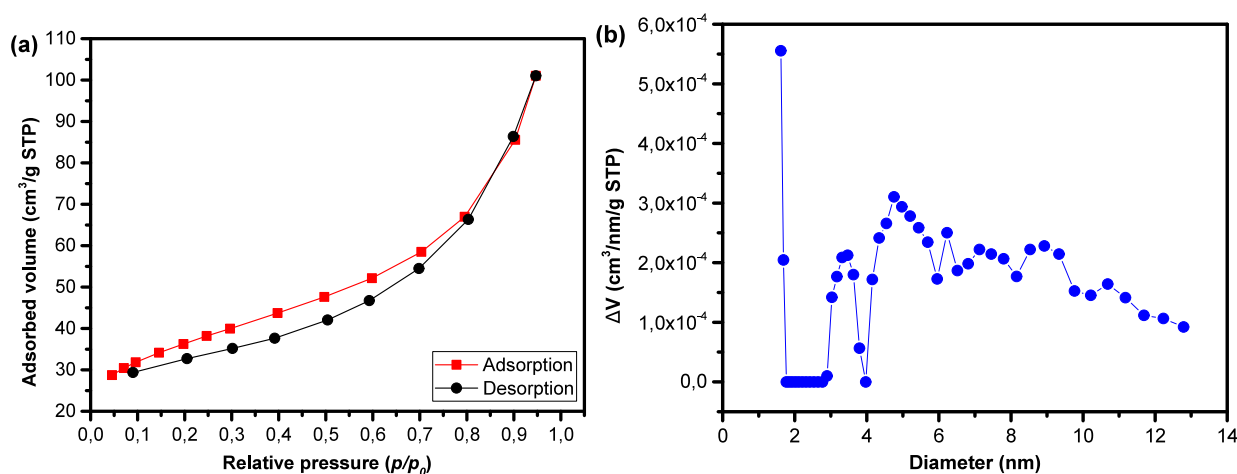 (a)
Adsorbed volume (cm³/g STP)
110
100
90
80
70
60
50
40
30
20
0,0 0,1 0,2 0,3 0,4 0,5 0,6 0,7 0,8 0,9 1,0
Relative pressure (p/p₀)
Adsorption
Desorption
(b)
ΔV (cm³/nm/g STP)
6,0x10⁻⁴
5,0x10⁻⁴
4,0x10⁻⁴
3,0x10⁻⁴
2,0x10⁻⁴
1,0x10⁻⁴
0,0
0 2 4 6 8 10 12 14
Diameter (nm)